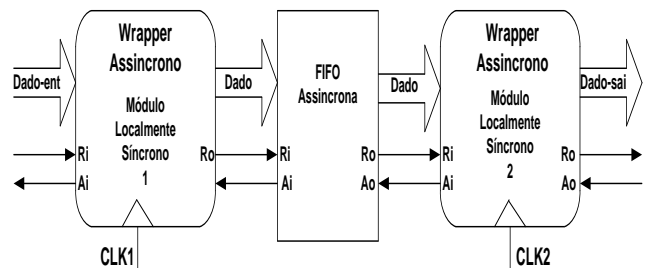 Wrapper
Assincrono
Módulo
Localmente
Síncrono
1
Dado-ent
Ri
Ai
Ro
CLK1
Dado
FIFO
Assincrona
Ri
Ai
Ro
Ao
Dado
Wrapper
Assincrono
Módulo
Localmente
Síncrono
2
Ri
Ai
Ro
Ao
CLK2
Dado-sai